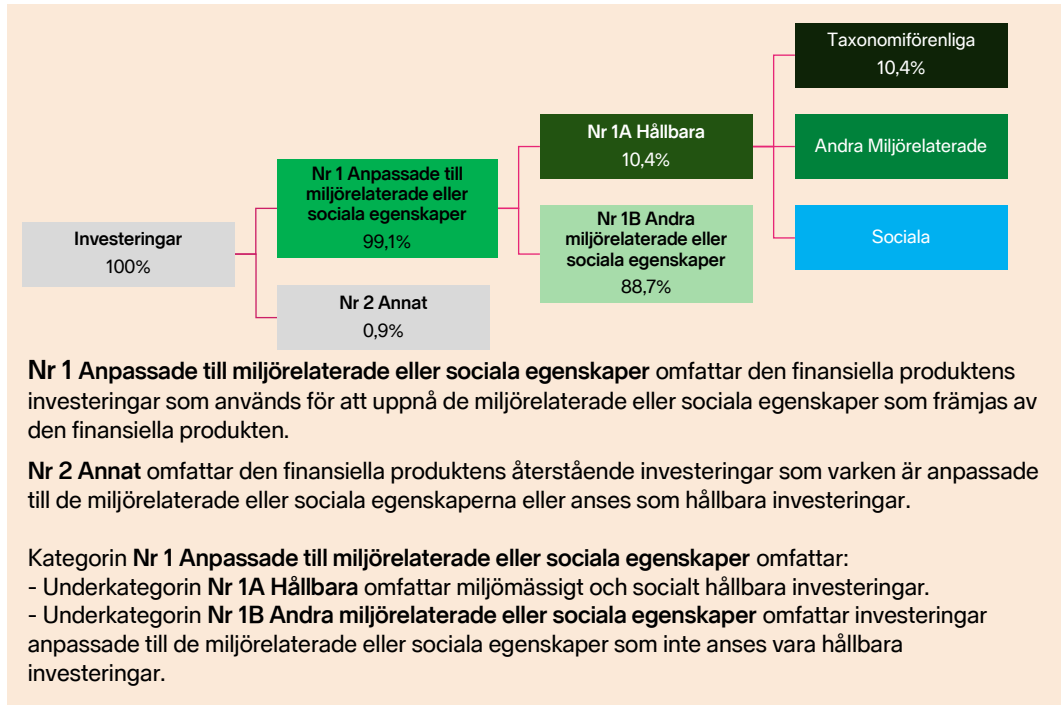 Investeringar
100%
Nr 1 Anpassade till
miljörelaterade eller
sociala egenskaper
99,1%
Nr 2 Annat
0,9%
Nr 1A Hållbara
10,4%
Nr 1B Andra
miljörelaterade eller
sociala egenskaper
88,7%
Taxonomiförenliga
10,4%
Andra Miljörelaterade
Sociala
Nr 1 Anpassade till miljörelaterade eller sociala egenskaper omfattar den finansiella produktens
investeringar som används för att uppnå de miljörelaterade eller sociala egenskaper som främjas av
den finansiella produkten.
Nr 2 Annat omfattar den finansiella produktens återstående investeringar som varken är anpassade
till de miljörelaterade eller sociala egenskaperna eller anses som hållbara investeringar.
Kategorin Nr 1 Anpassade till miljörelaterade eller sociala egenskaper omfattar:
- Underkategorin Nr 1A Hållbara omfattar miljömässigt och socialt hållbara investeringar.
- Underkategorin Nr 1B Andra miljörelaterade eller sociala egenskaper omfattar investeringar
anpassade till de miljörelaterade eller sociala egenskaper som inte anses vara hållbara
investeringar.